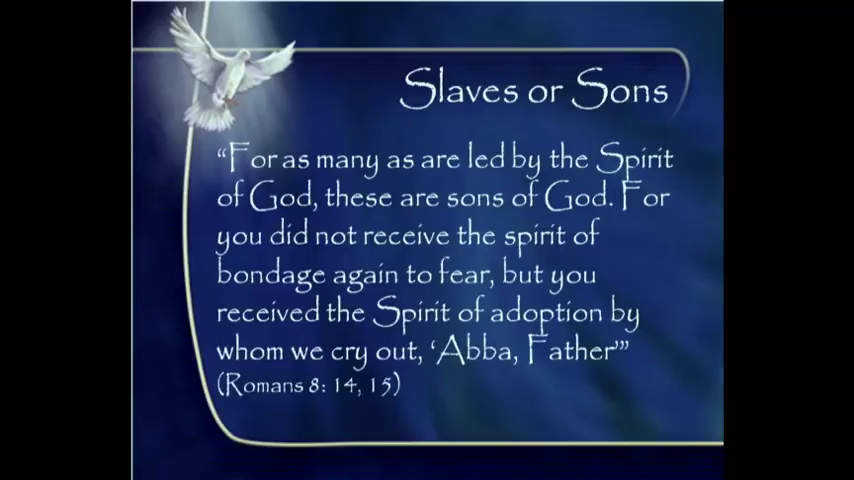 Slaves or Sons
“For as many as are led by the Spirit
of God, these are sons of God. For
you did not receive the spirit of
bondage again to fear, but you
received the Spirit of adoption by
whom we cry out, ‘Abba, Father’”
(Romans 8: 14, 15)